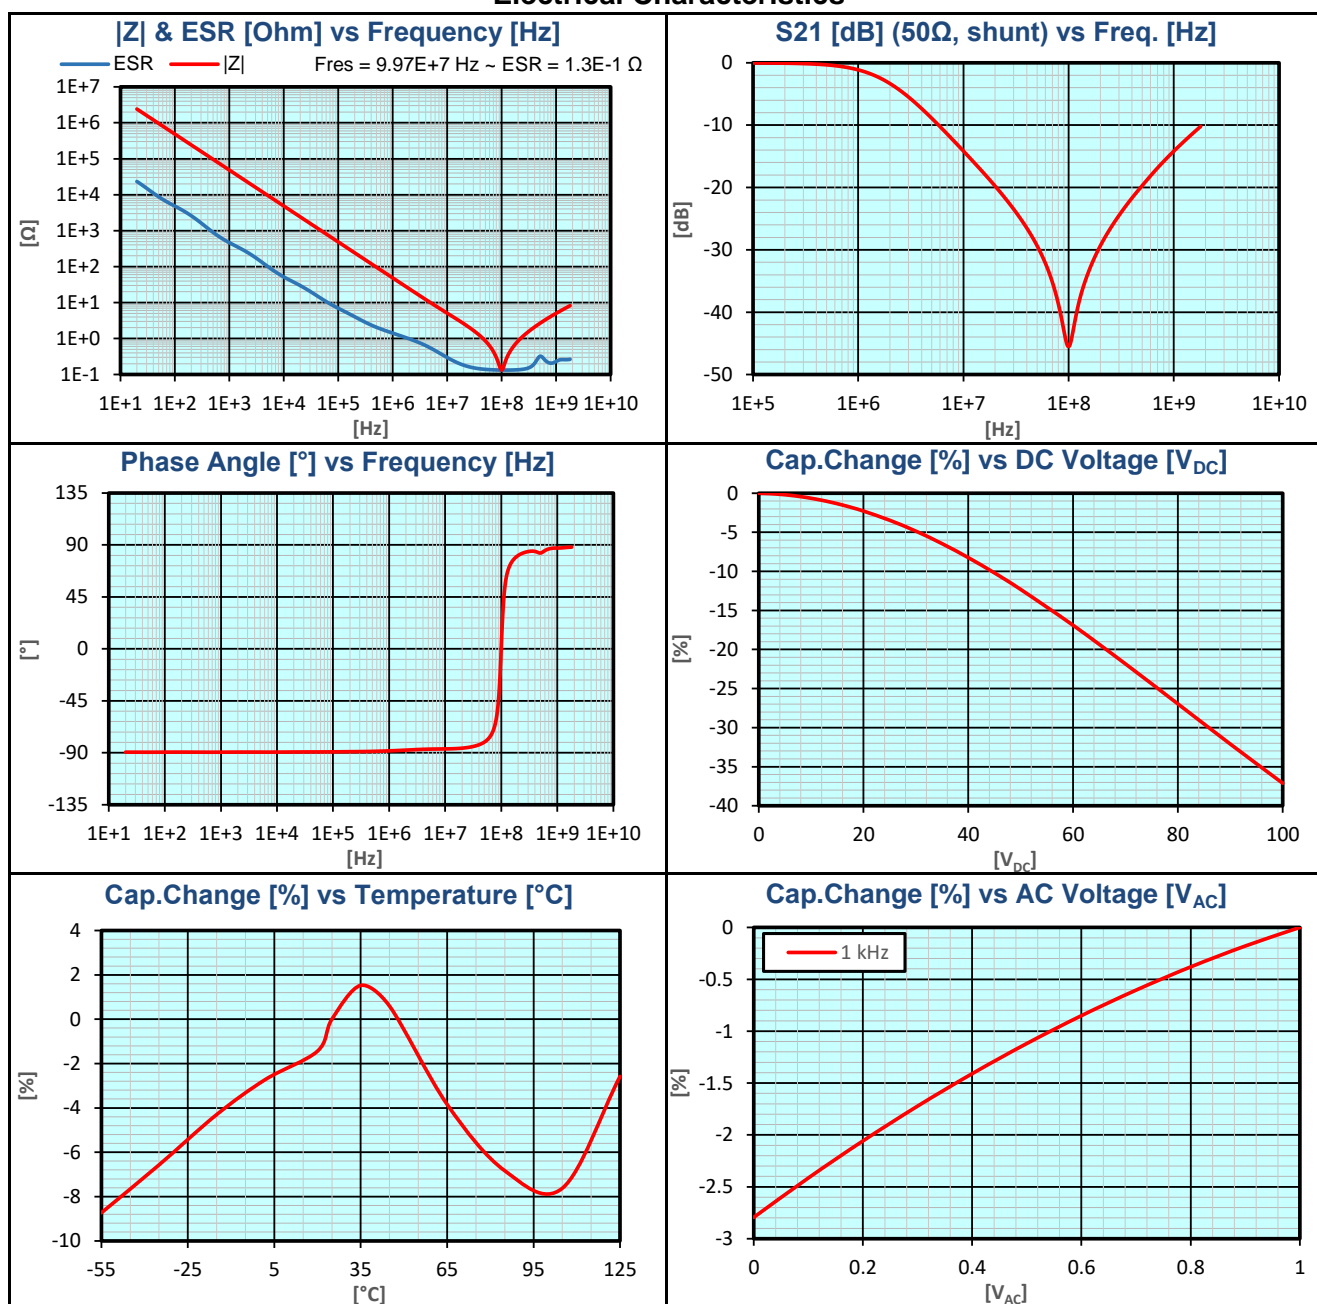 Electrical Characteristics
|Z| & ESR [Ohm] vs Frequency [Hz]
ESR |Z| Fres = 9.97E+7 Hz ~ ESR = 1.3E-1 Ω
1E+7
1E+6
1E+5
1E+4
1E+3
1E+2
1E+1
1E+0
1E-1
[Ω]
1E+1 1E+2 1E+3 1E+4 1E+5 1E+6 1E+7 1E+8 1E+9 1E+10
[Hz]
S21 [dB] (50Ω, shunt) vs Freq. [Hz]
0
-10
-20
-30
-40
-50
[dB]
1E+5 1E+6 1E+7 1E+8 1E+9 1E+10
[Hz]
Phase Angle [°] vs Frequency [Hz]
135
90
45
0
-45
-90
-135
[°]
1E+1 1E+2 1E+3 1E+4 1E+5 1E+6 1E+7 1E+8 1E+9 1E+10
[Hz]
Cap.Change [%] vs DC Voltage [VDC]
0
-5
-10
-15
-20
-25
-30
-35
-40
[%]
0 20 40 60 80 100
[VDC]
Cap.Change [%] vs Temperature [°C]
4
2
0
-2
-4
-6
-8
-10
[%]
-55 -25 5 35 65 95 125
[°C]
Cap.Change [%] vs AC Voltage [VAC]
1 kHz
0
-0.5
-1
-1.5
-2
-2.5
-3
[%]
0 0.2 0.4 0.6 0.8 1
[VAC]